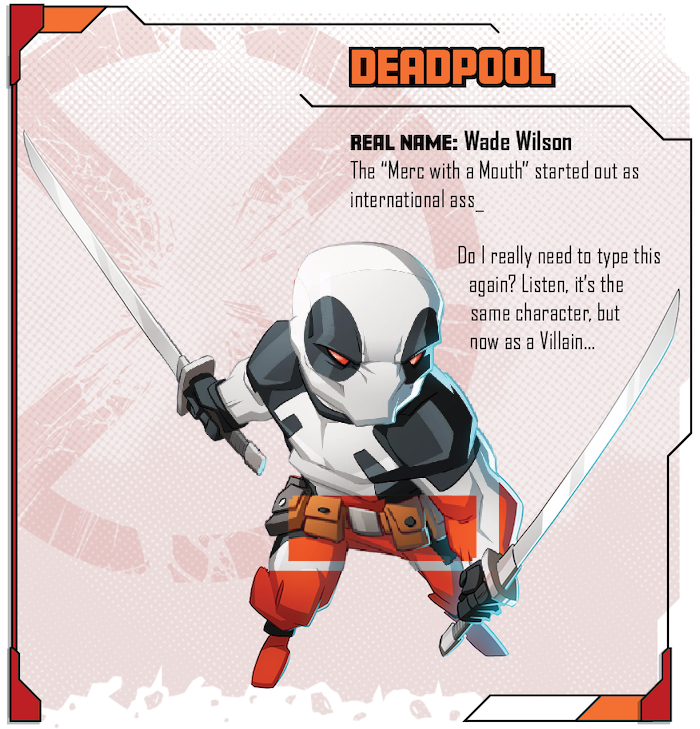 DEADPOOL
REAL NAME: Wade Wilson
The “Merc with a Mouth” started out as
international ass_
Do I really need to type this
again? Listen, it’s the
same character, but
now as a Villain...